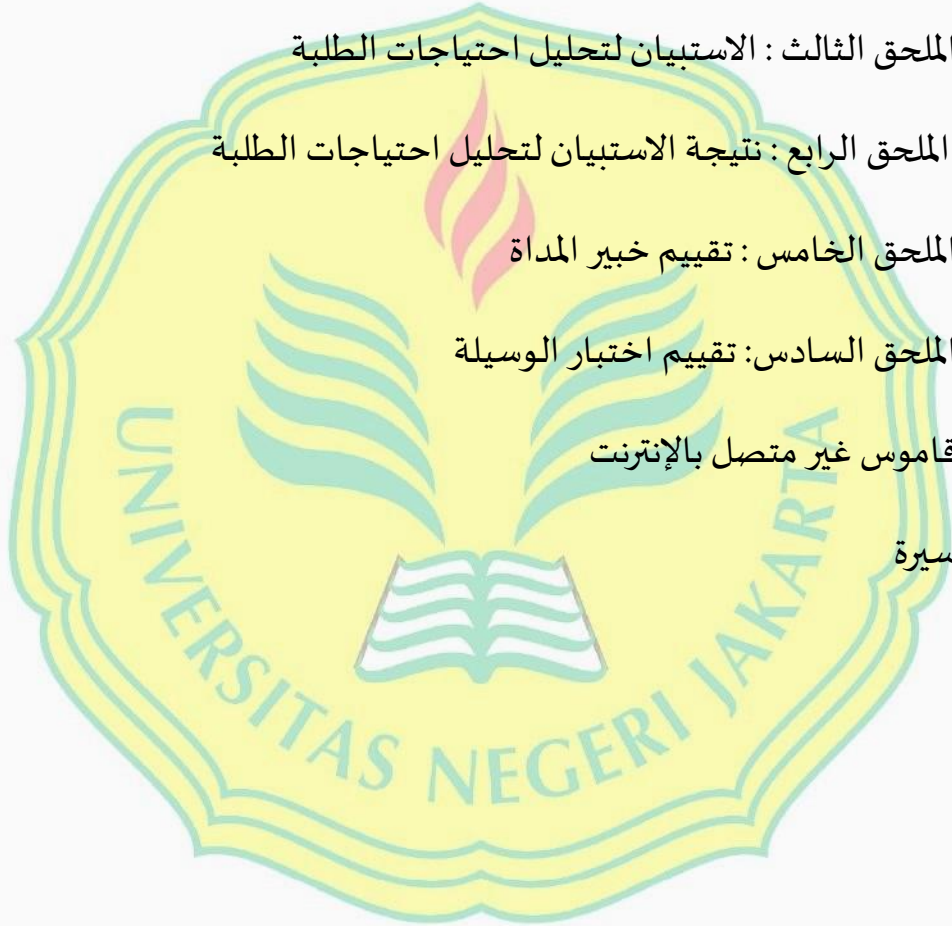 الملحق الثالث : الاستبيان لتحليل احتياجات الطلبة
الملحق الرابع : نتيجة الاستبيان لتحليل احتياجات الطلبة
الملحق الخامس : تقييم خبير المداة
الملحق السادس: تقييم اختبار الوسيلة
قاموس غير متصل بالإنترنت
سيرة
UNIVERSITAS NEGERI JAKARTA